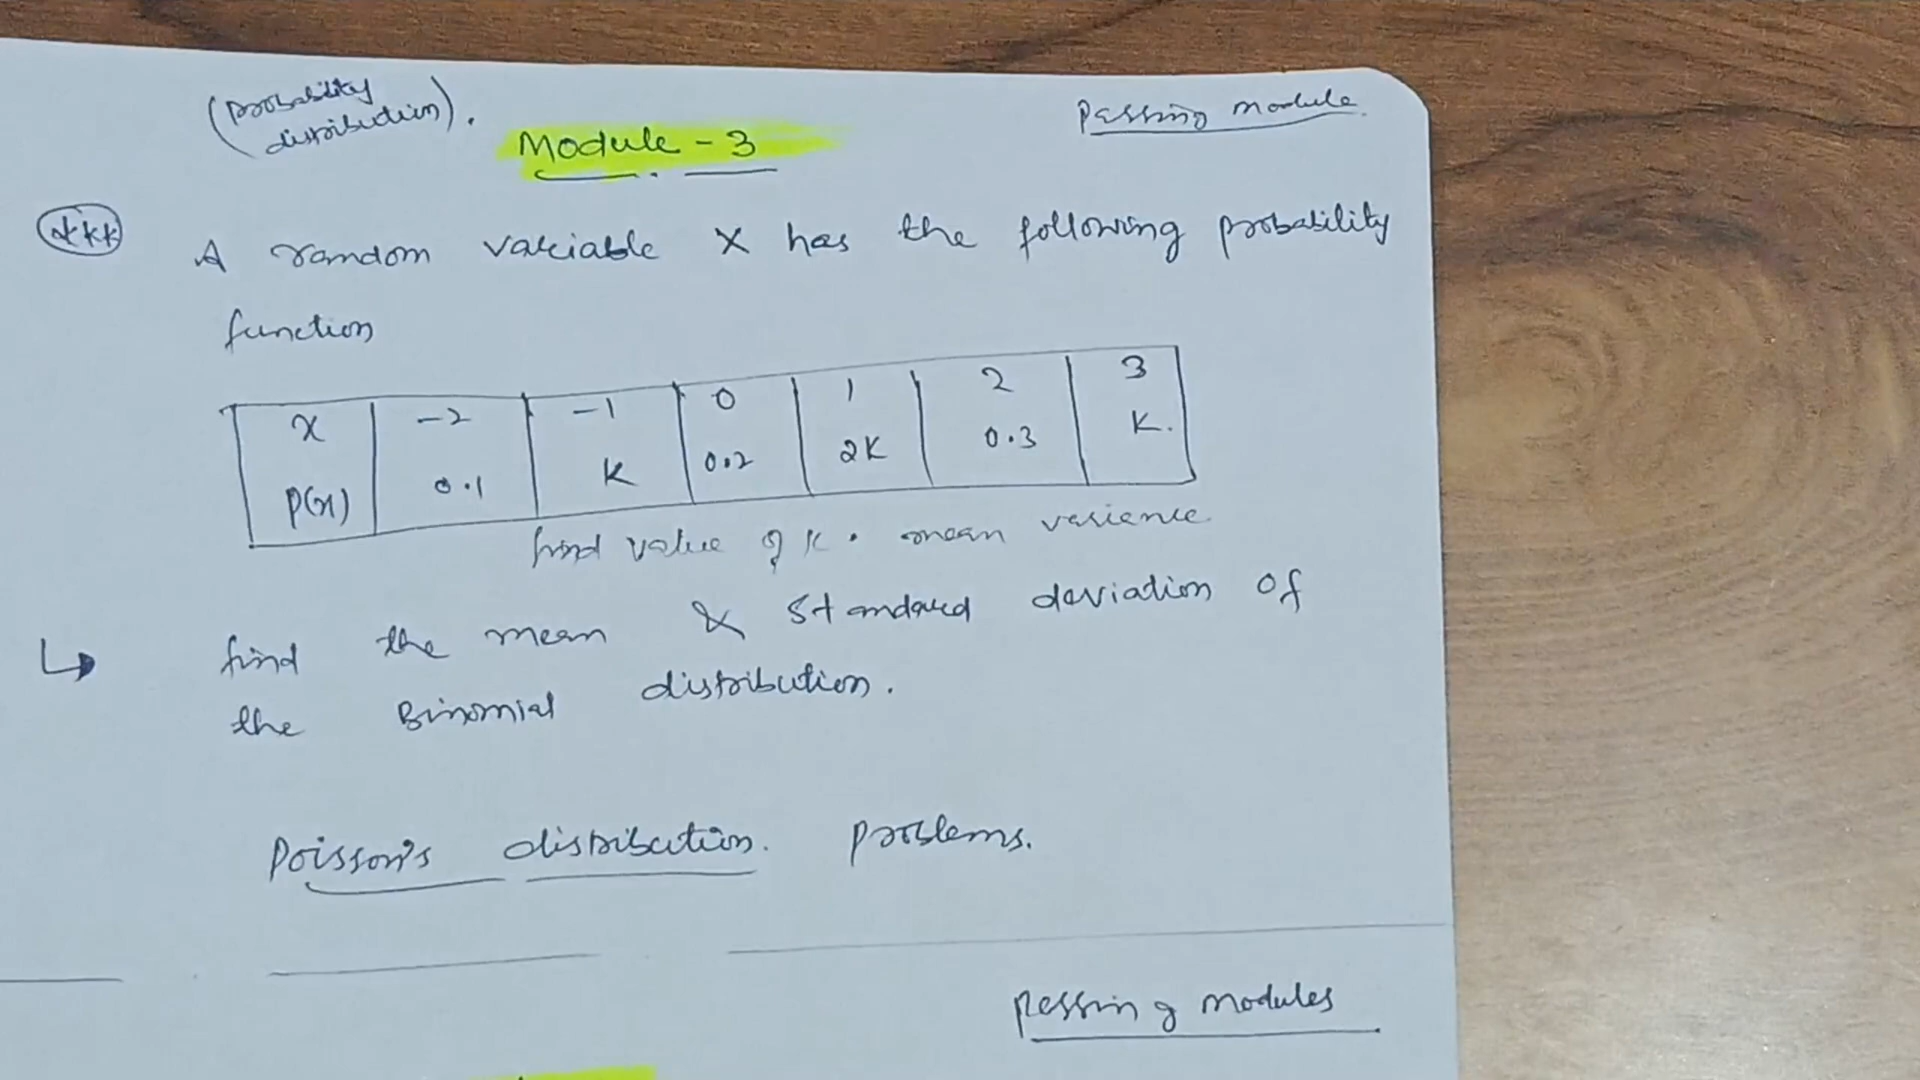 (Probability
distribution).
Passing module
Module - 3
***
A random variable X has the following probability
function
x -2 -1 0 1 2 3
P(x) 0.1 K 0.2 2K 0.3 K.
find value of K. mean varience
↳ find the mean & standard deviation of
the Binomial distribution.
Poisson's distribution. Problems.
Passing modules